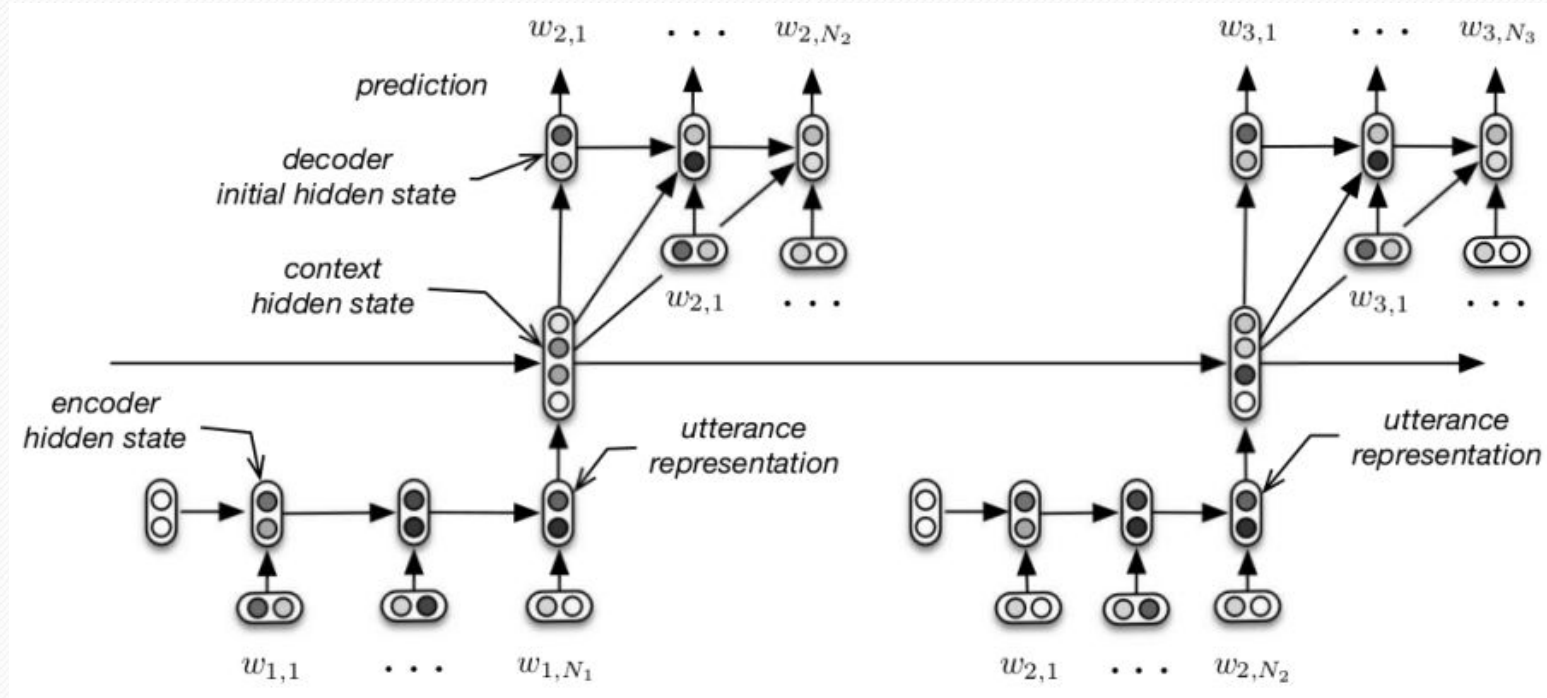 w_{2,1} · · · w_{2,N_2}
w_{3,1} · · · w_{3,N_3}
prediction
decoder
initial hidden state
context
hidden state
w_{2,1} · · ·
w_{3,1} · · ·
encoder
hidden state
utterance
representation
utterance
representation
w_{1,1} · · · w_{1,N_1}
w_{2,1} · · · w_{2,N_2}